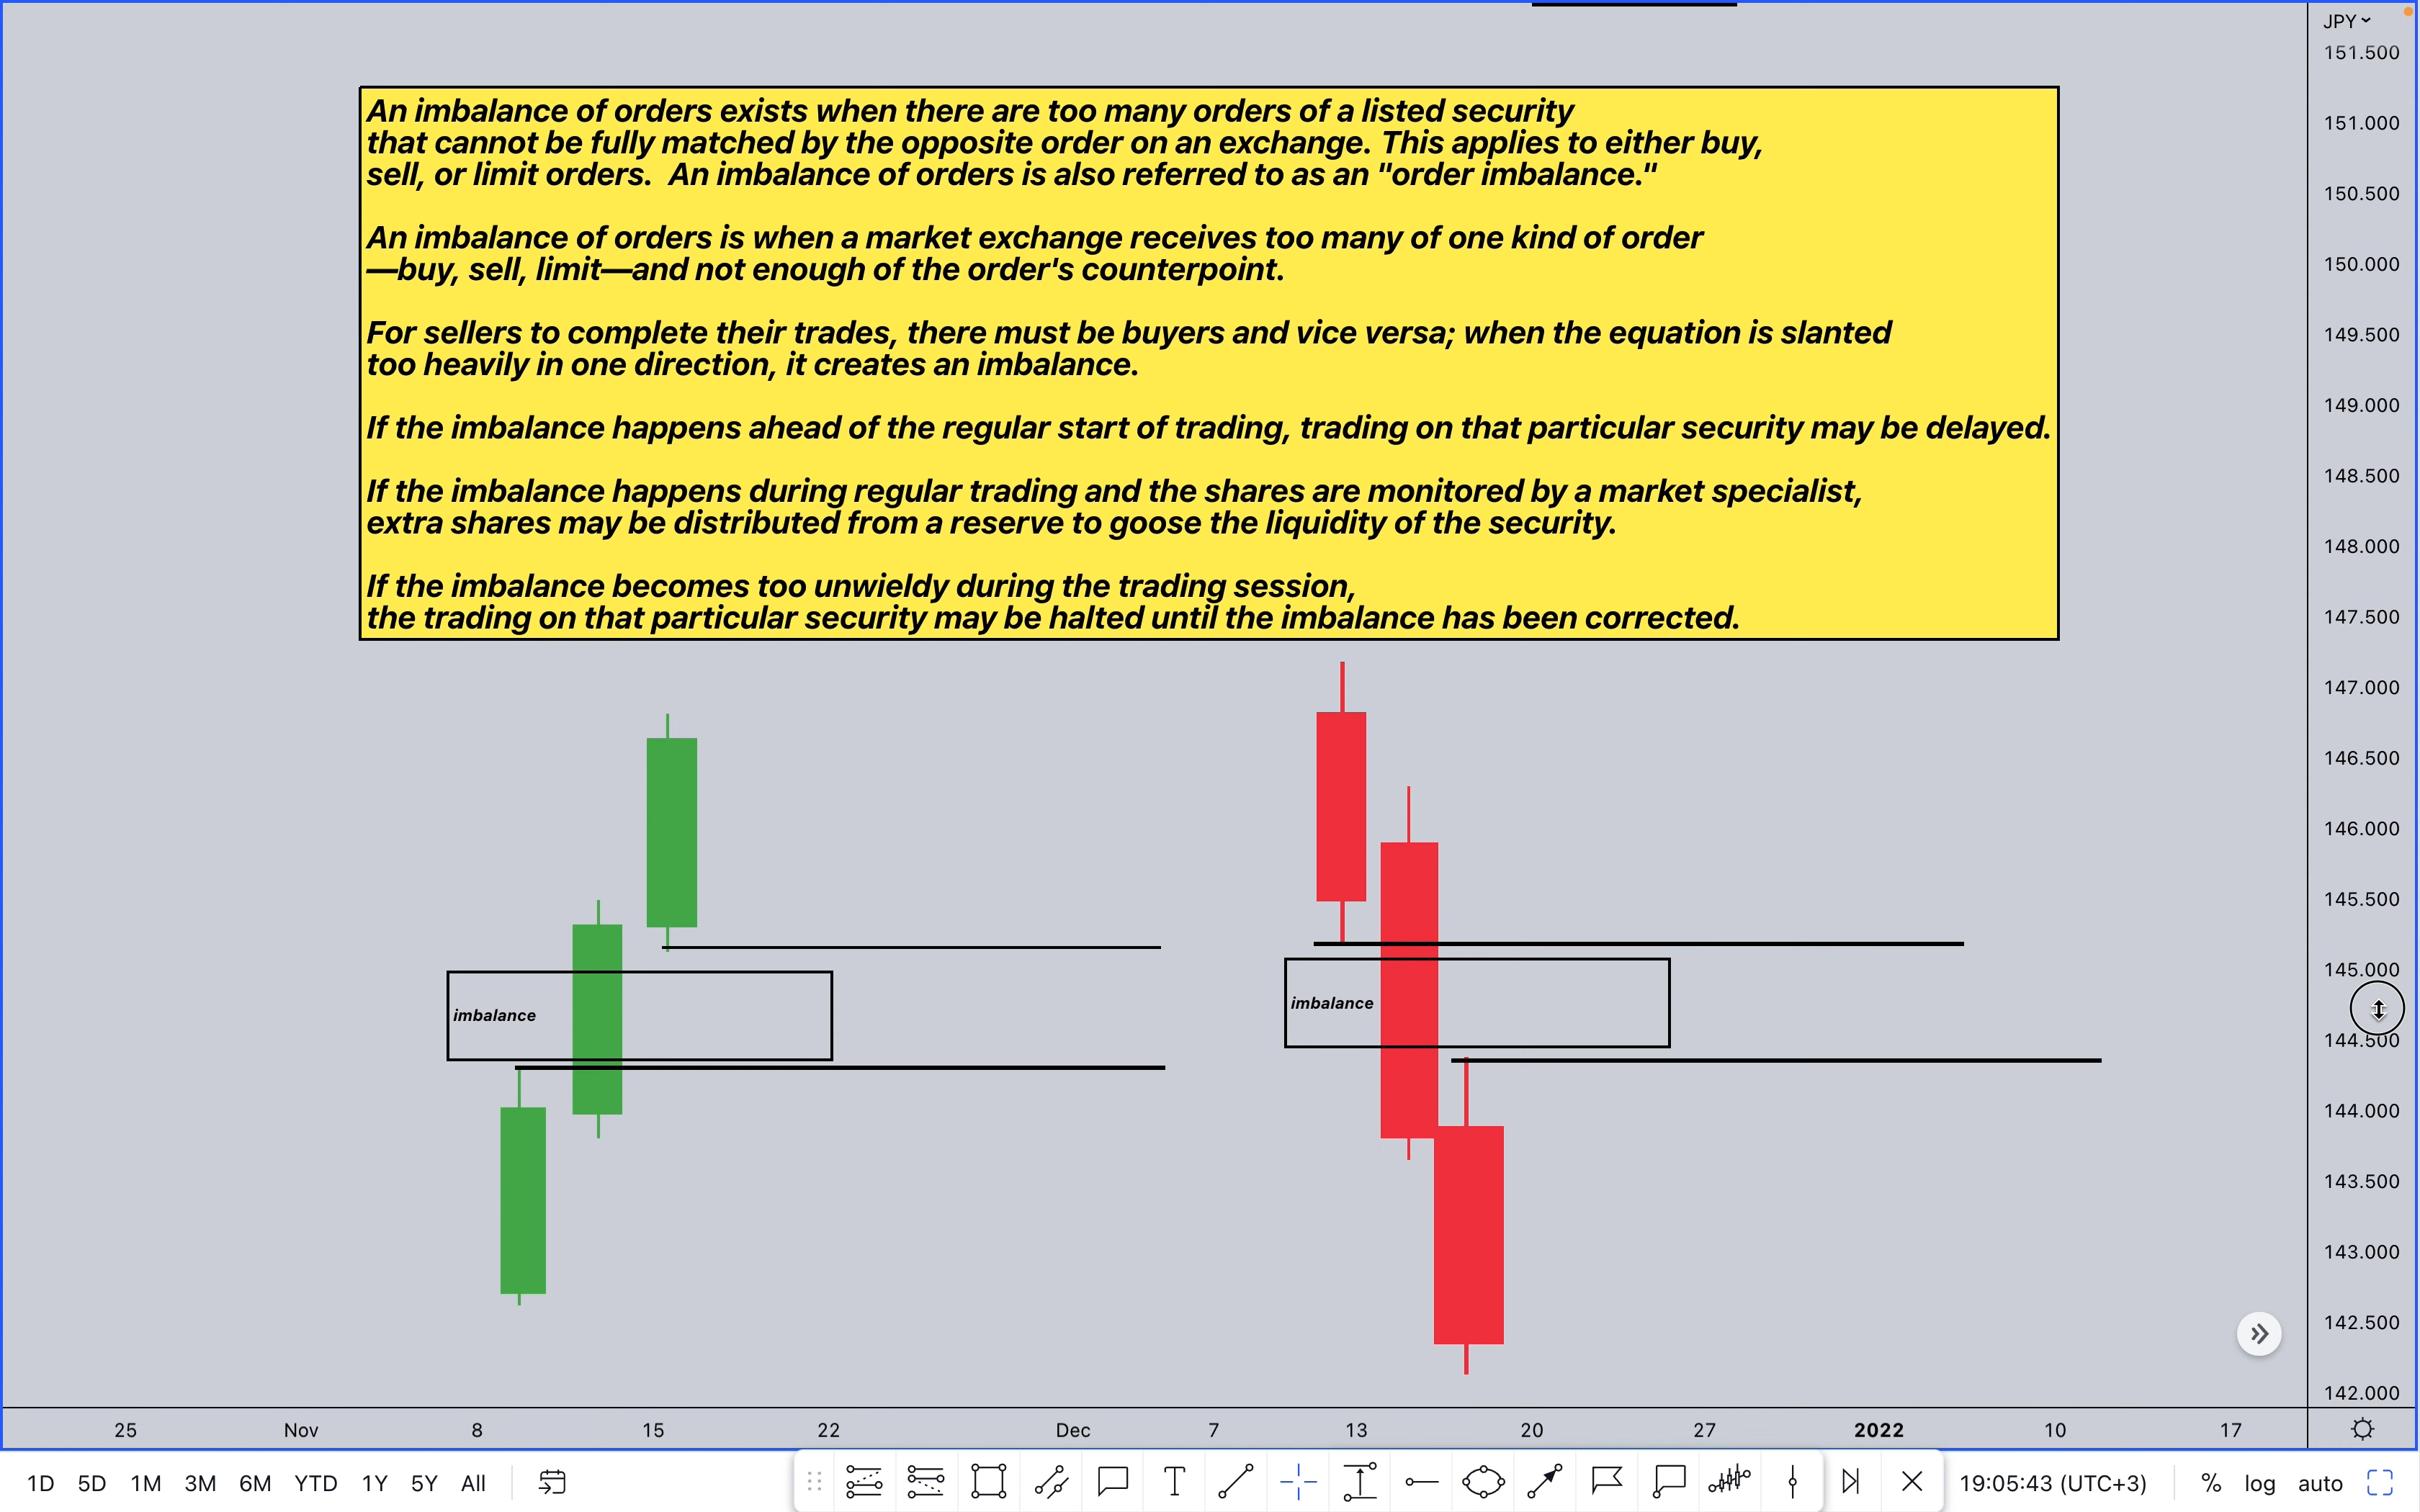 JPY
151.500
An imbalance of orders exists when there are too many orders of a listed security
151.000
that cannot be fully matched by the opposite order on an exchange. This applies to either buy,
sell, or limit orders.  An imbalance of orders is also referred to as an "order imbalance."
150.500
An imbalance of orders is when a market exchange receives too many of one kind of order
150.000
—buy, sell, limit—and not enough of the order's counterpoint.
For sellers to complete their trades, there must be buyers and vice versa; when the equation is slanted
149.500
too heavily in one direction, it creates an imbalance.
149.000
If the imbalance happens ahead of the regular start of trading, trading on that particular security may be delayed.
148.500
If the imbalance happens during regular trading and the shares are monitored by a market specialist,
extra shares may be distributed from a reserve to goose the liquidity of the security.
148.000
If the imbalance becomes too unwieldy during the trading session,
the trading on that particular security may be halted until the imbalance has been corrected.
147.500
147.000
146.500
146.000
145.500
145.000
imbalance
imbalance
144.500
144.000
143.500
143.000
142.500
142.000
25 Nov 8 15 22 Dec 7 13 20 27 2022 10 17
1D 5D 1M 3M 6M YTD 1Y 5Y All T 19:05:43 (UTC+3) % log auto